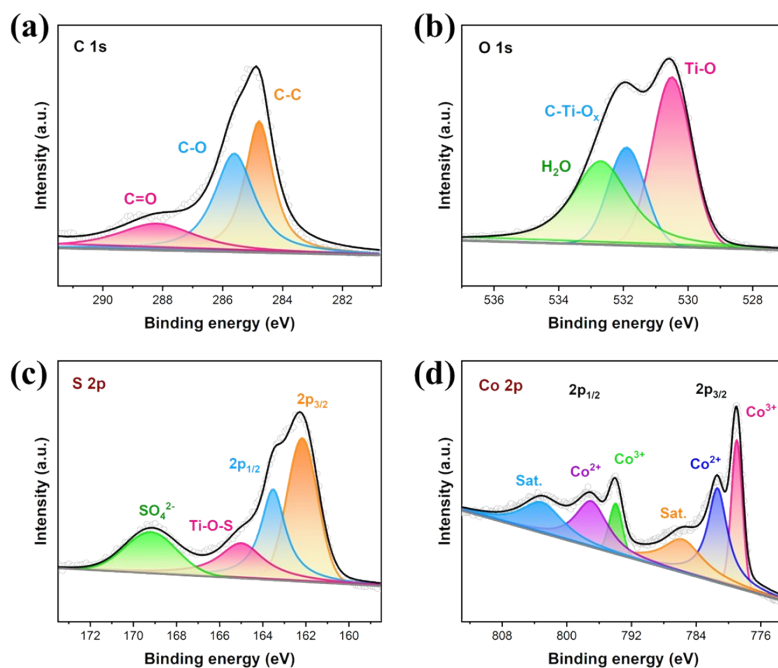 (a)
C 1s
C-C
C-O
C=O
Intensity (a.u.)
290 288 286 284 282
Binding energy (eV)
(b)
O 1s
Ti-O
C-Ti-Oₓ
H₂O
Intensity (a.u.)
536 534 532 530 528
Binding energy (eV)
(c)
S 2p
2p₃/₂
2p₁/₂
SO₄²⁻
Ti-O-S
Intensity (a.u.)
172 170 168 166 164 162 160
Binding energy (eV)
(d)
Co 2p
2p₁/₂
2p₃/₂
Co³⁺
Co²⁺
Co³⁺
Co²⁺
Sat.
Sat.
Intensity (a.u.)
808 800 792 784 776
Binding energy (eV)